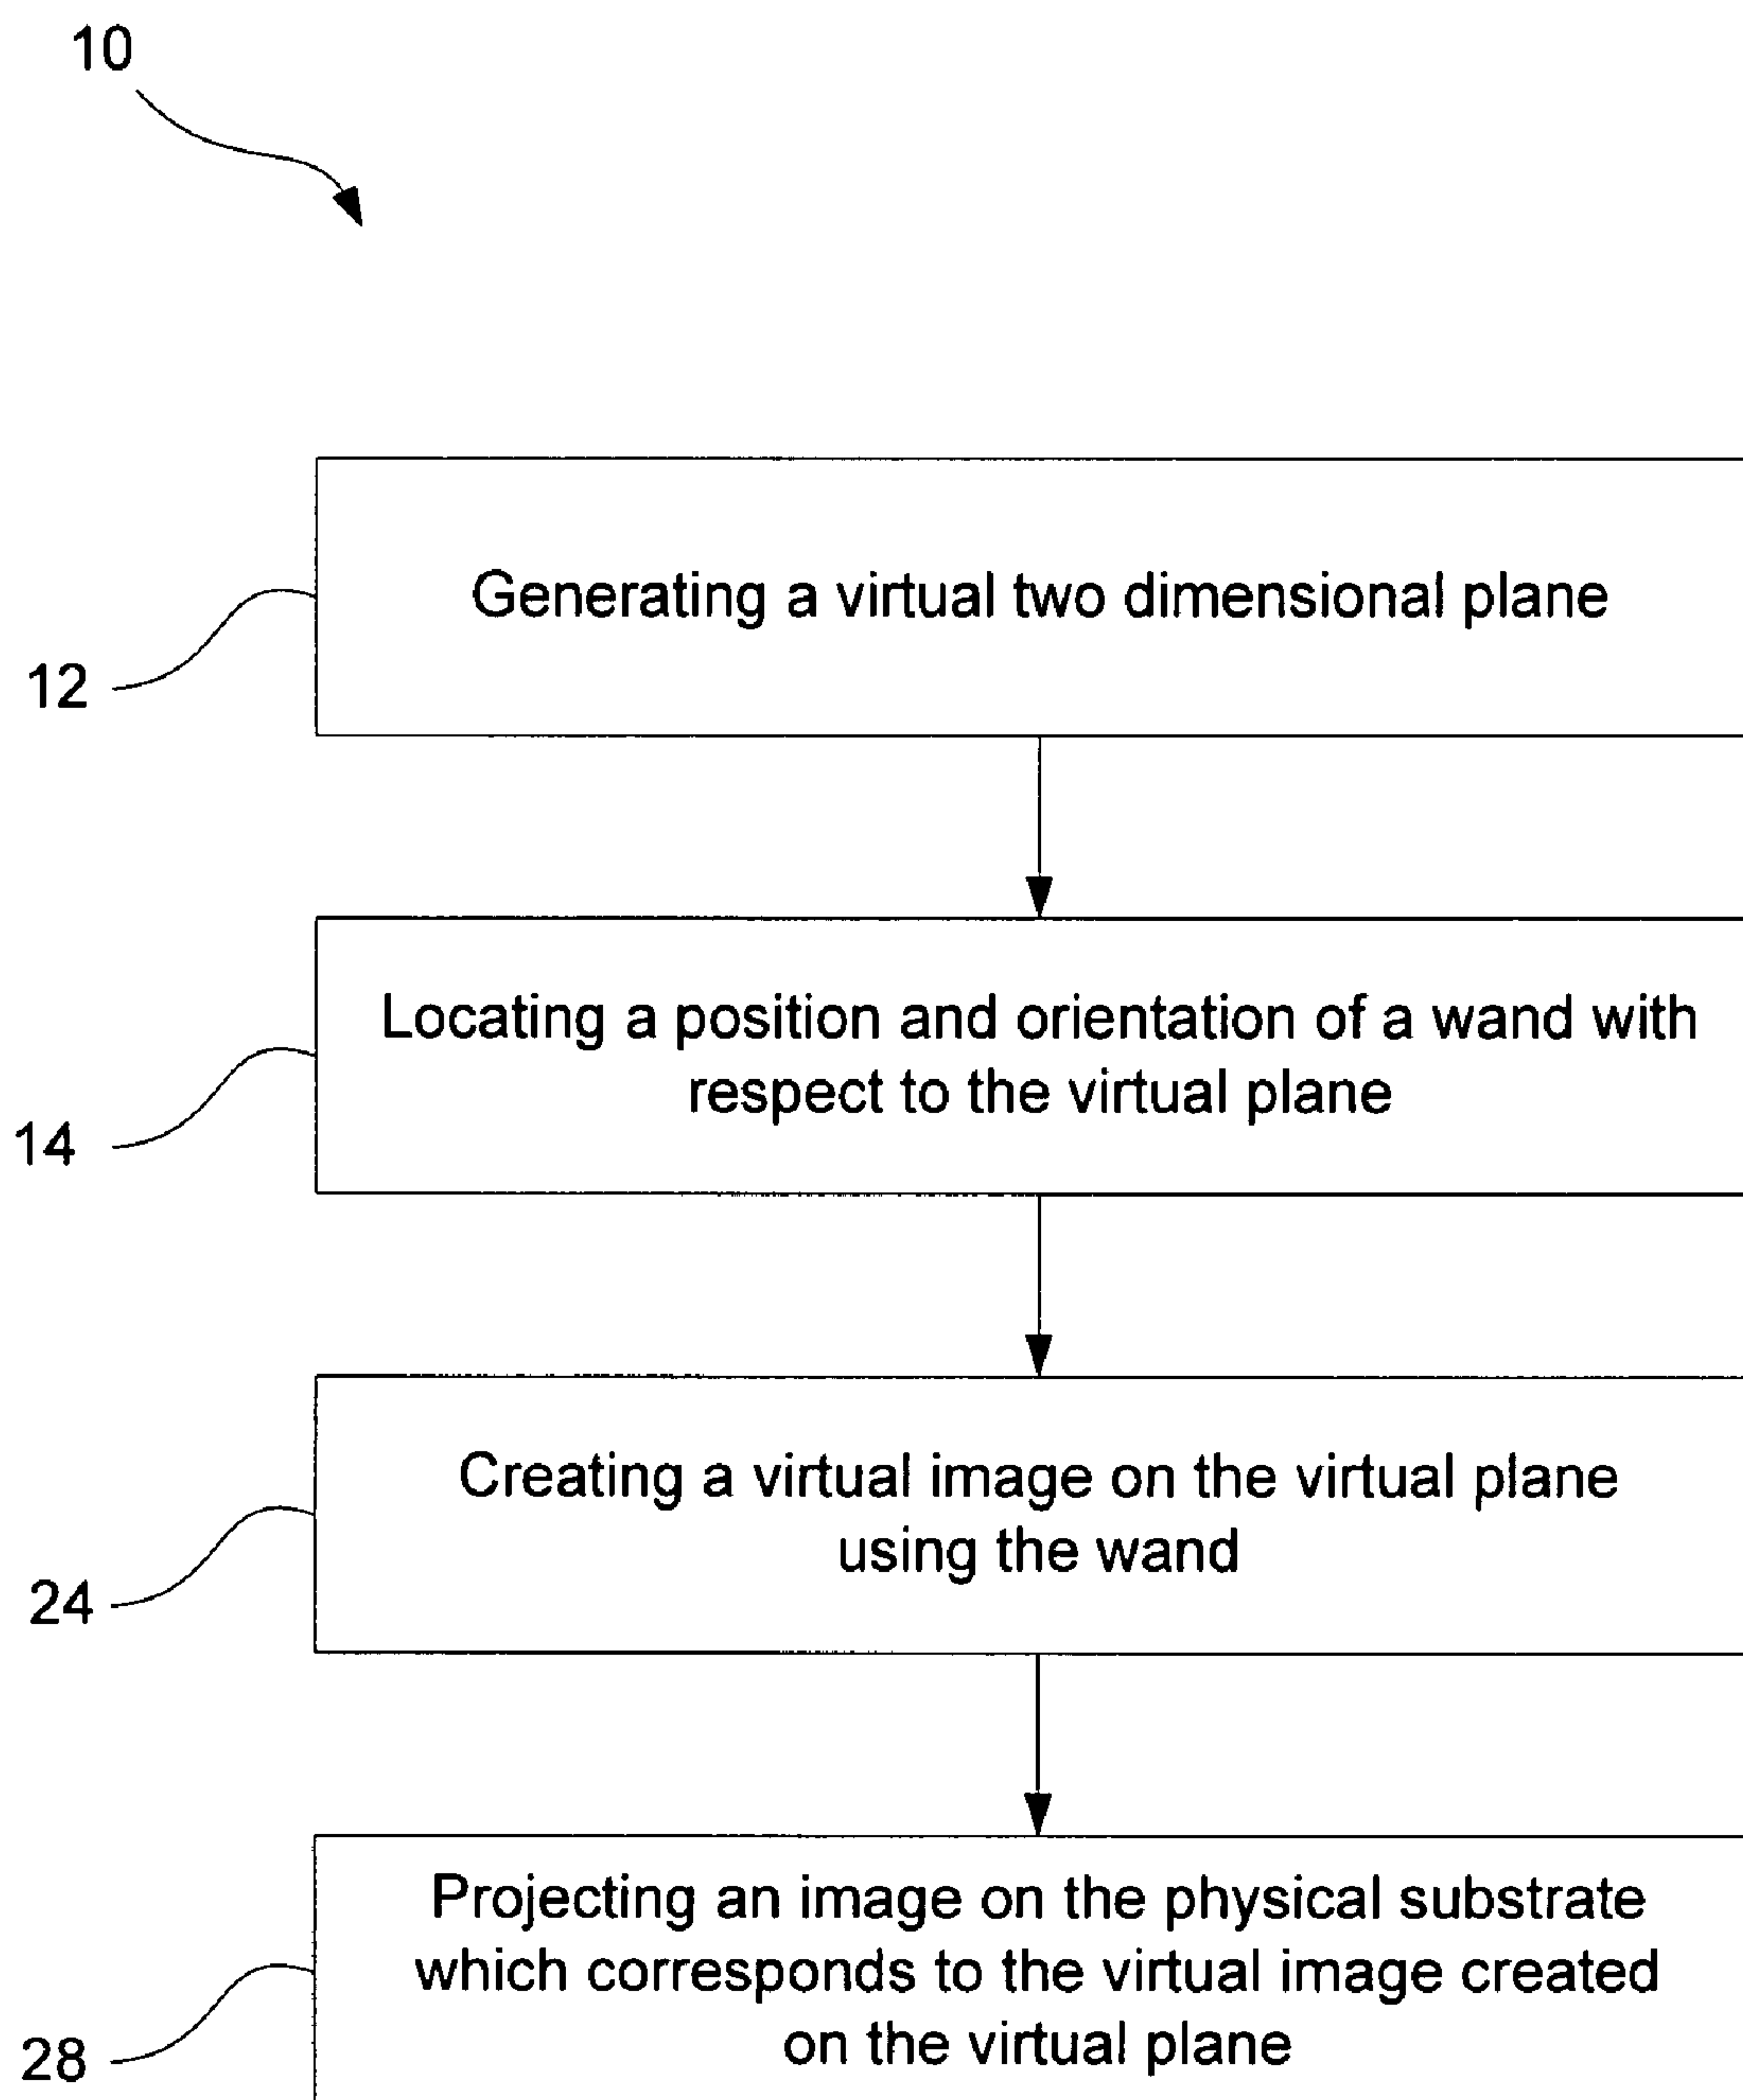 10
Generating a virtual two dimensional plane
12
Locating a position and orientation of a wand with
respect to the virtual plane
14
Creating a virtual image on the virtual plane
using the wand
24
Projecting an image on the physical substrate
which corresponds to the virtual image created
on the virtual plane
28